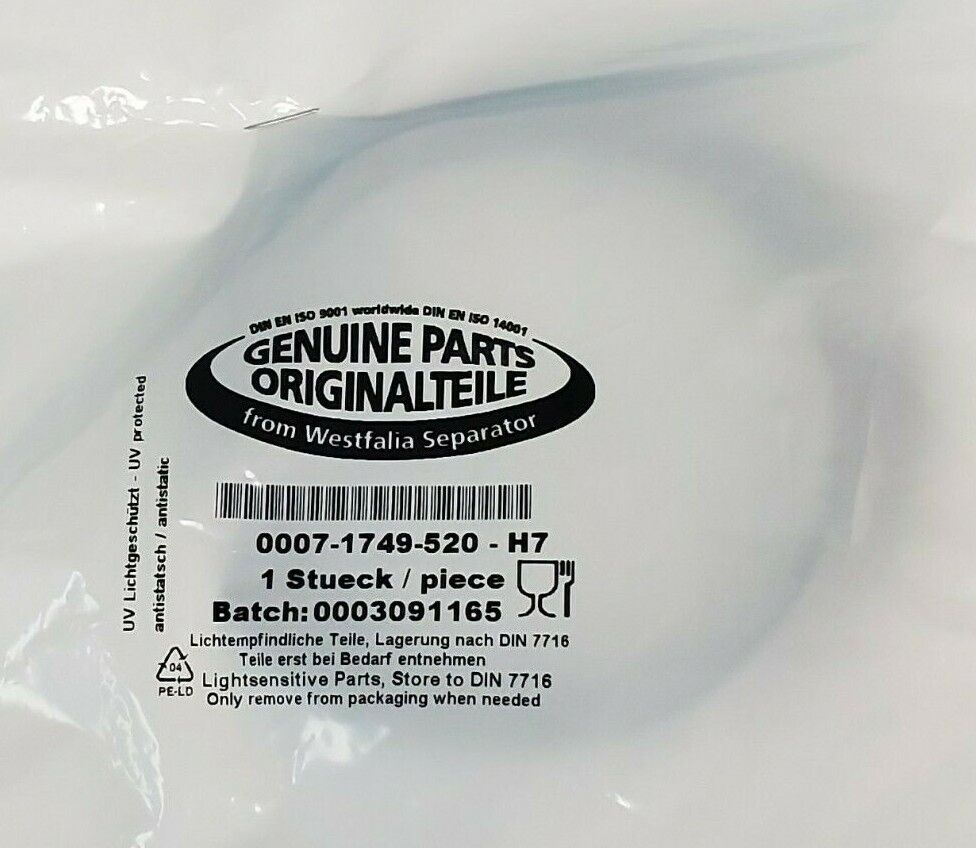 DIN EN ISO 9001 worldwide DIN EN ISO 14001
GENUINE PARTS
ORIGINALTEILE
from Westfalia Separator
UV Lichtgeschützt - UV protected
antistatsch / antistatic
0007-1749-520 - H7
1 Stueck / piece
Batch: 0003091165
Lichtempfindliche Teile, Lagerung nach DIN 7716
Teile erst bei Bedarf entnehmen
04
PE-LD
Lightsensitive Parts, Store to DIN 7716
Only remove from packaging when needed